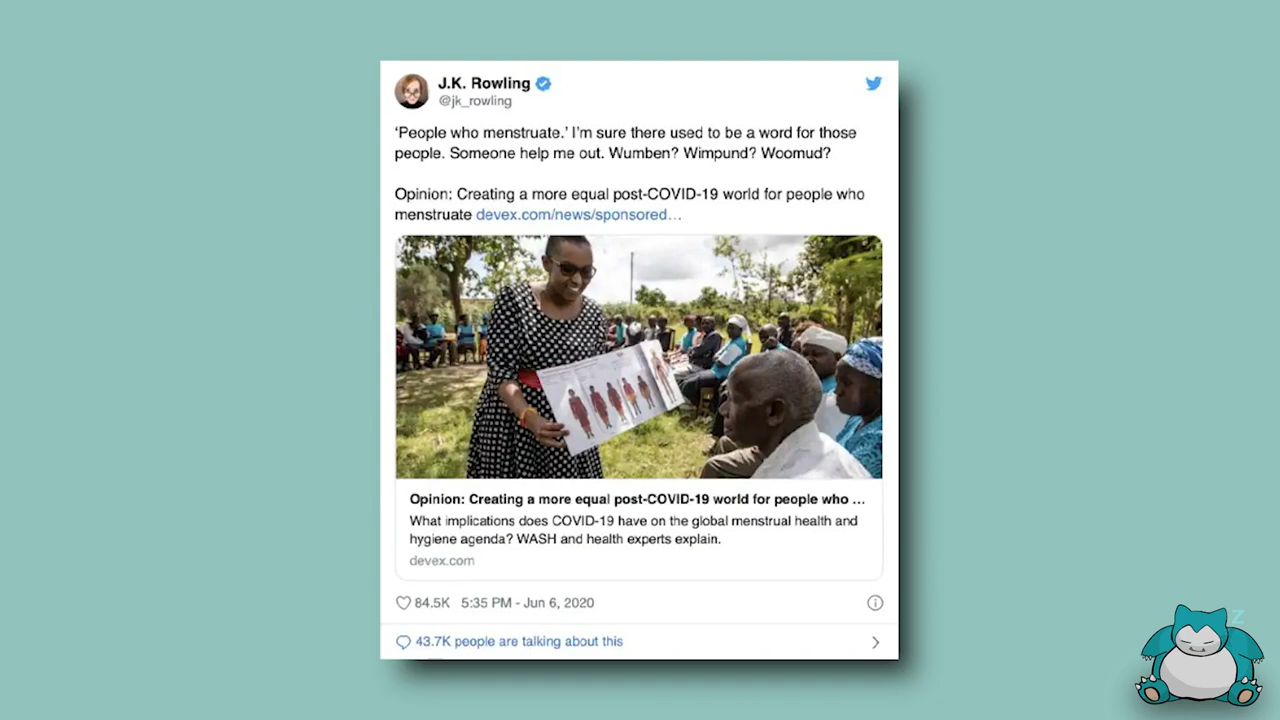 J.K. Rowling
@jk_rowling
‘People who menstruate.’ I’m sure there used to be a word for those
people. Someone help me out. Wumben? Wimpund? Woomud?
Opinion: Creating a more equal post-COVID-19 world for people who
menstruate devex.com/news/sponsored…
Opinion: Creating a more equal post-COVID-19 world for people who ...
What implications does COVID-19 have on the global menstrual health and
hygiene agenda? WASH and health experts explain.
devex.com
84.5K 5:35 PM - Jun 6, 2020
43.7K people are talking about this
Z